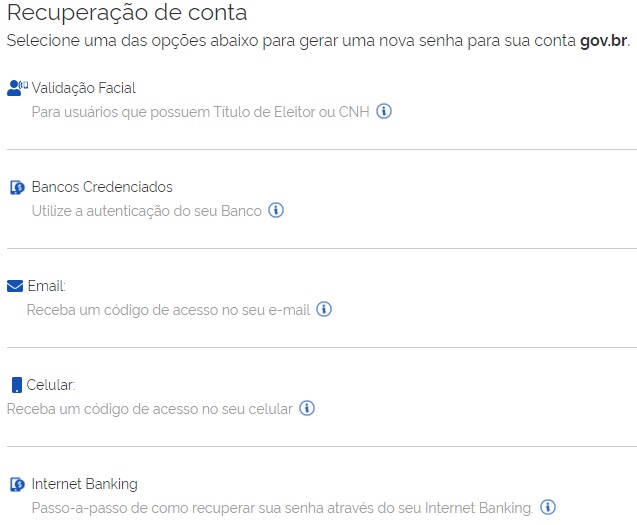 Recuperação de conta
Selecione uma das opções abaixo para gerar uma nova senha para sua conta gov.br.
Validação Facial
Para usuários que possuem Título de Eleitor ou CNH
Bancos Credenciados
Utilize a autenticação do seu Banco
Email:
Receba um código de acesso no seu e-mail
Celular:
Receba um código de acesso no seu celular
Internet Banking
Passo-a-passo de como recuperar sua senha através do seu Internet Banking.